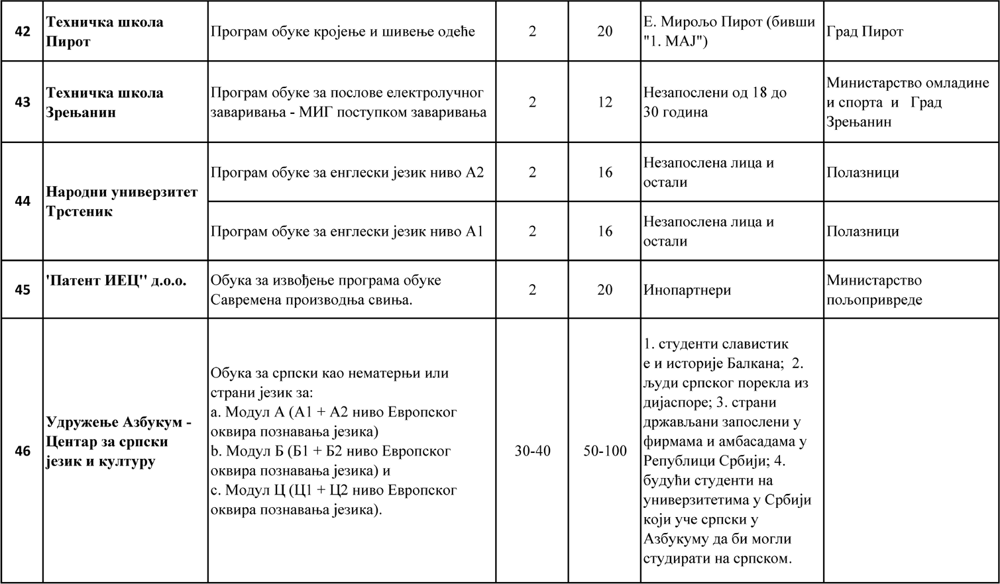 42
Техничка школа
Пирот
Програм обуке кројење и шивење одеће
2
20
Е. Мирољо Пирот (бивши
"1. МАЈ")
Град Пирот
43
Техничка школа
Зрењанин
Програм обуке за послове електролучног
заваривања - МИГ поступком заваривања
2
12
Незапослени од 18 до
30 година
Министарство омладине
и спорта и Град
Зрењанин
44
Народни универзитет
Трстеник
Програм обуке за енглески језик ниво А2
2
16
Незапослена лица и
остали
Полазници
Програм обуке за енглески језик ниво А1
2
16
Незапослена лица и
остали
Полазници
45
'Патент ИЕЦ'' д.о.о.
Обука за извођење програма обуке
Савремена производња свиња.
2
20
Инопартнери
Министарство
пољопривреде
46
Удружење Азбукум -
Центар за српски
језик и културу
Обука за српски као нематерњи или
страни језик за:
a. Модул А (А1 + А2 ниво Европског
оквира познавања језика)
b. Модул Б (Б1 + Б2 ниво Европског
оквира познавања језика) и
c. Модул Ц (Ц1 + Ц2 ниво Европског
оквира познавања језика).
30-40
50-100
1. студенти славистик
е и историје Балкана; 2.
људи српског порекла из
дијаспоре; 3. страни
држављани запослени у
фирмама и амбасадама у
Републици Србији; 4.
будући студенти на
универзитетима у Србији
који уче српски у
Азбукуму да би могли
студирати на српском.